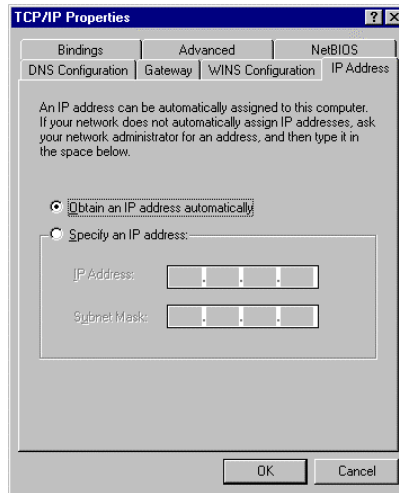 TCP/IP Properties
Bindings Advanced NetBIOS
DNS Configuration Gateway WINS Configuration IP Address
An IP address can be automatically assigned to this computer.
If your network does not automatically assign IP addresses, ask
your network administrator for an address, and then type it in
the space below.
Obtain an IP address automatically
Specify an IP address:
IP Address:
Subnet Mask:
OK Cancel